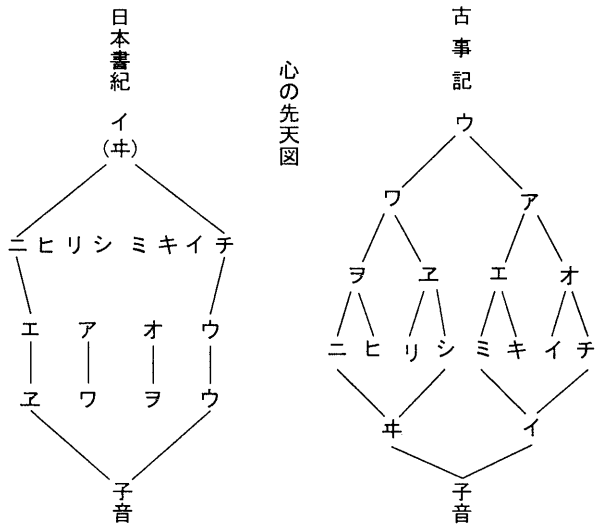 古事記
ウ
ワ ア
ヲ ヱ エ オ
ニ ヒ リ シ ミ キ イ チ
ヰ イ
子音
心の先天図
日本書紀
イ
(ヰ)
ニ ヒ リ シ ミ キ イ チ
エ ア オ ウ
ヱ ワ ヲ ウ
子音